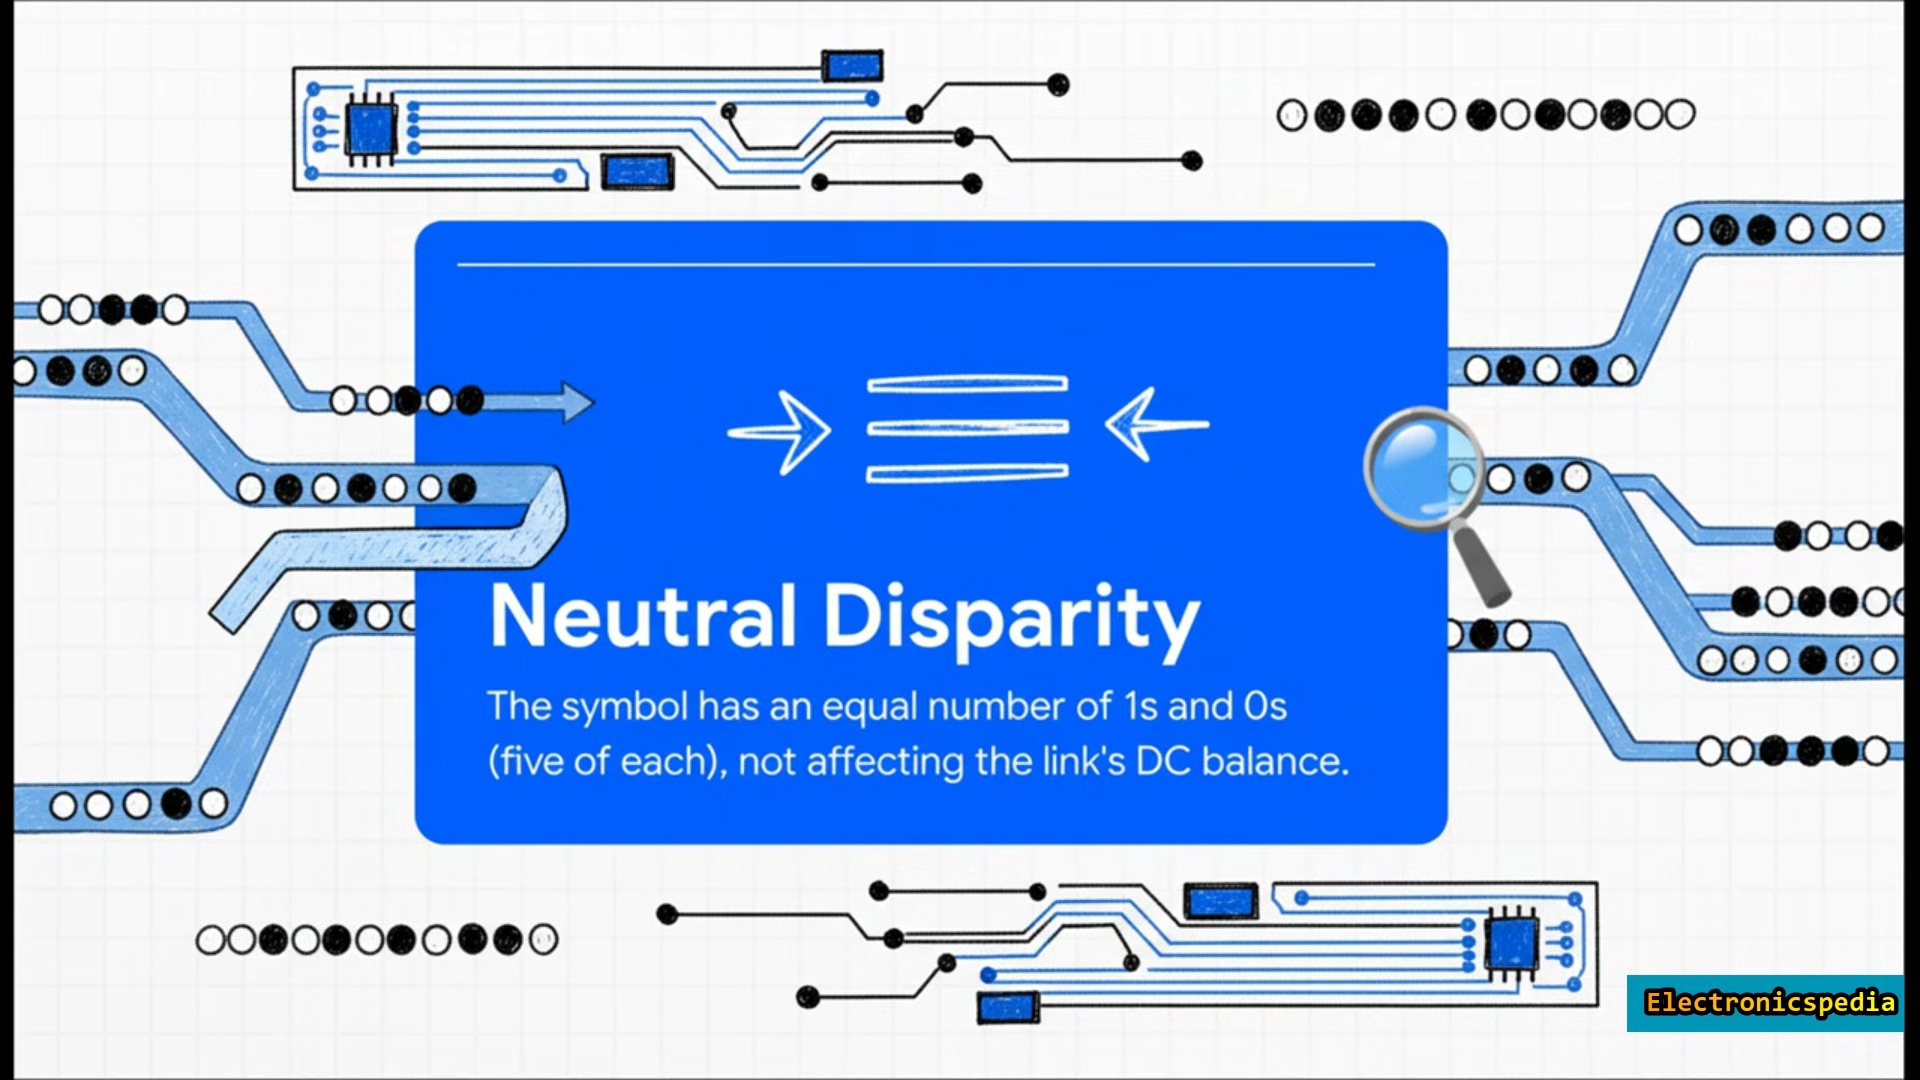 Neutral Disparity
The symbol has an equal number of 1s and 0s
(five of each), not affecting the link's DC balance.
Electronicspedia